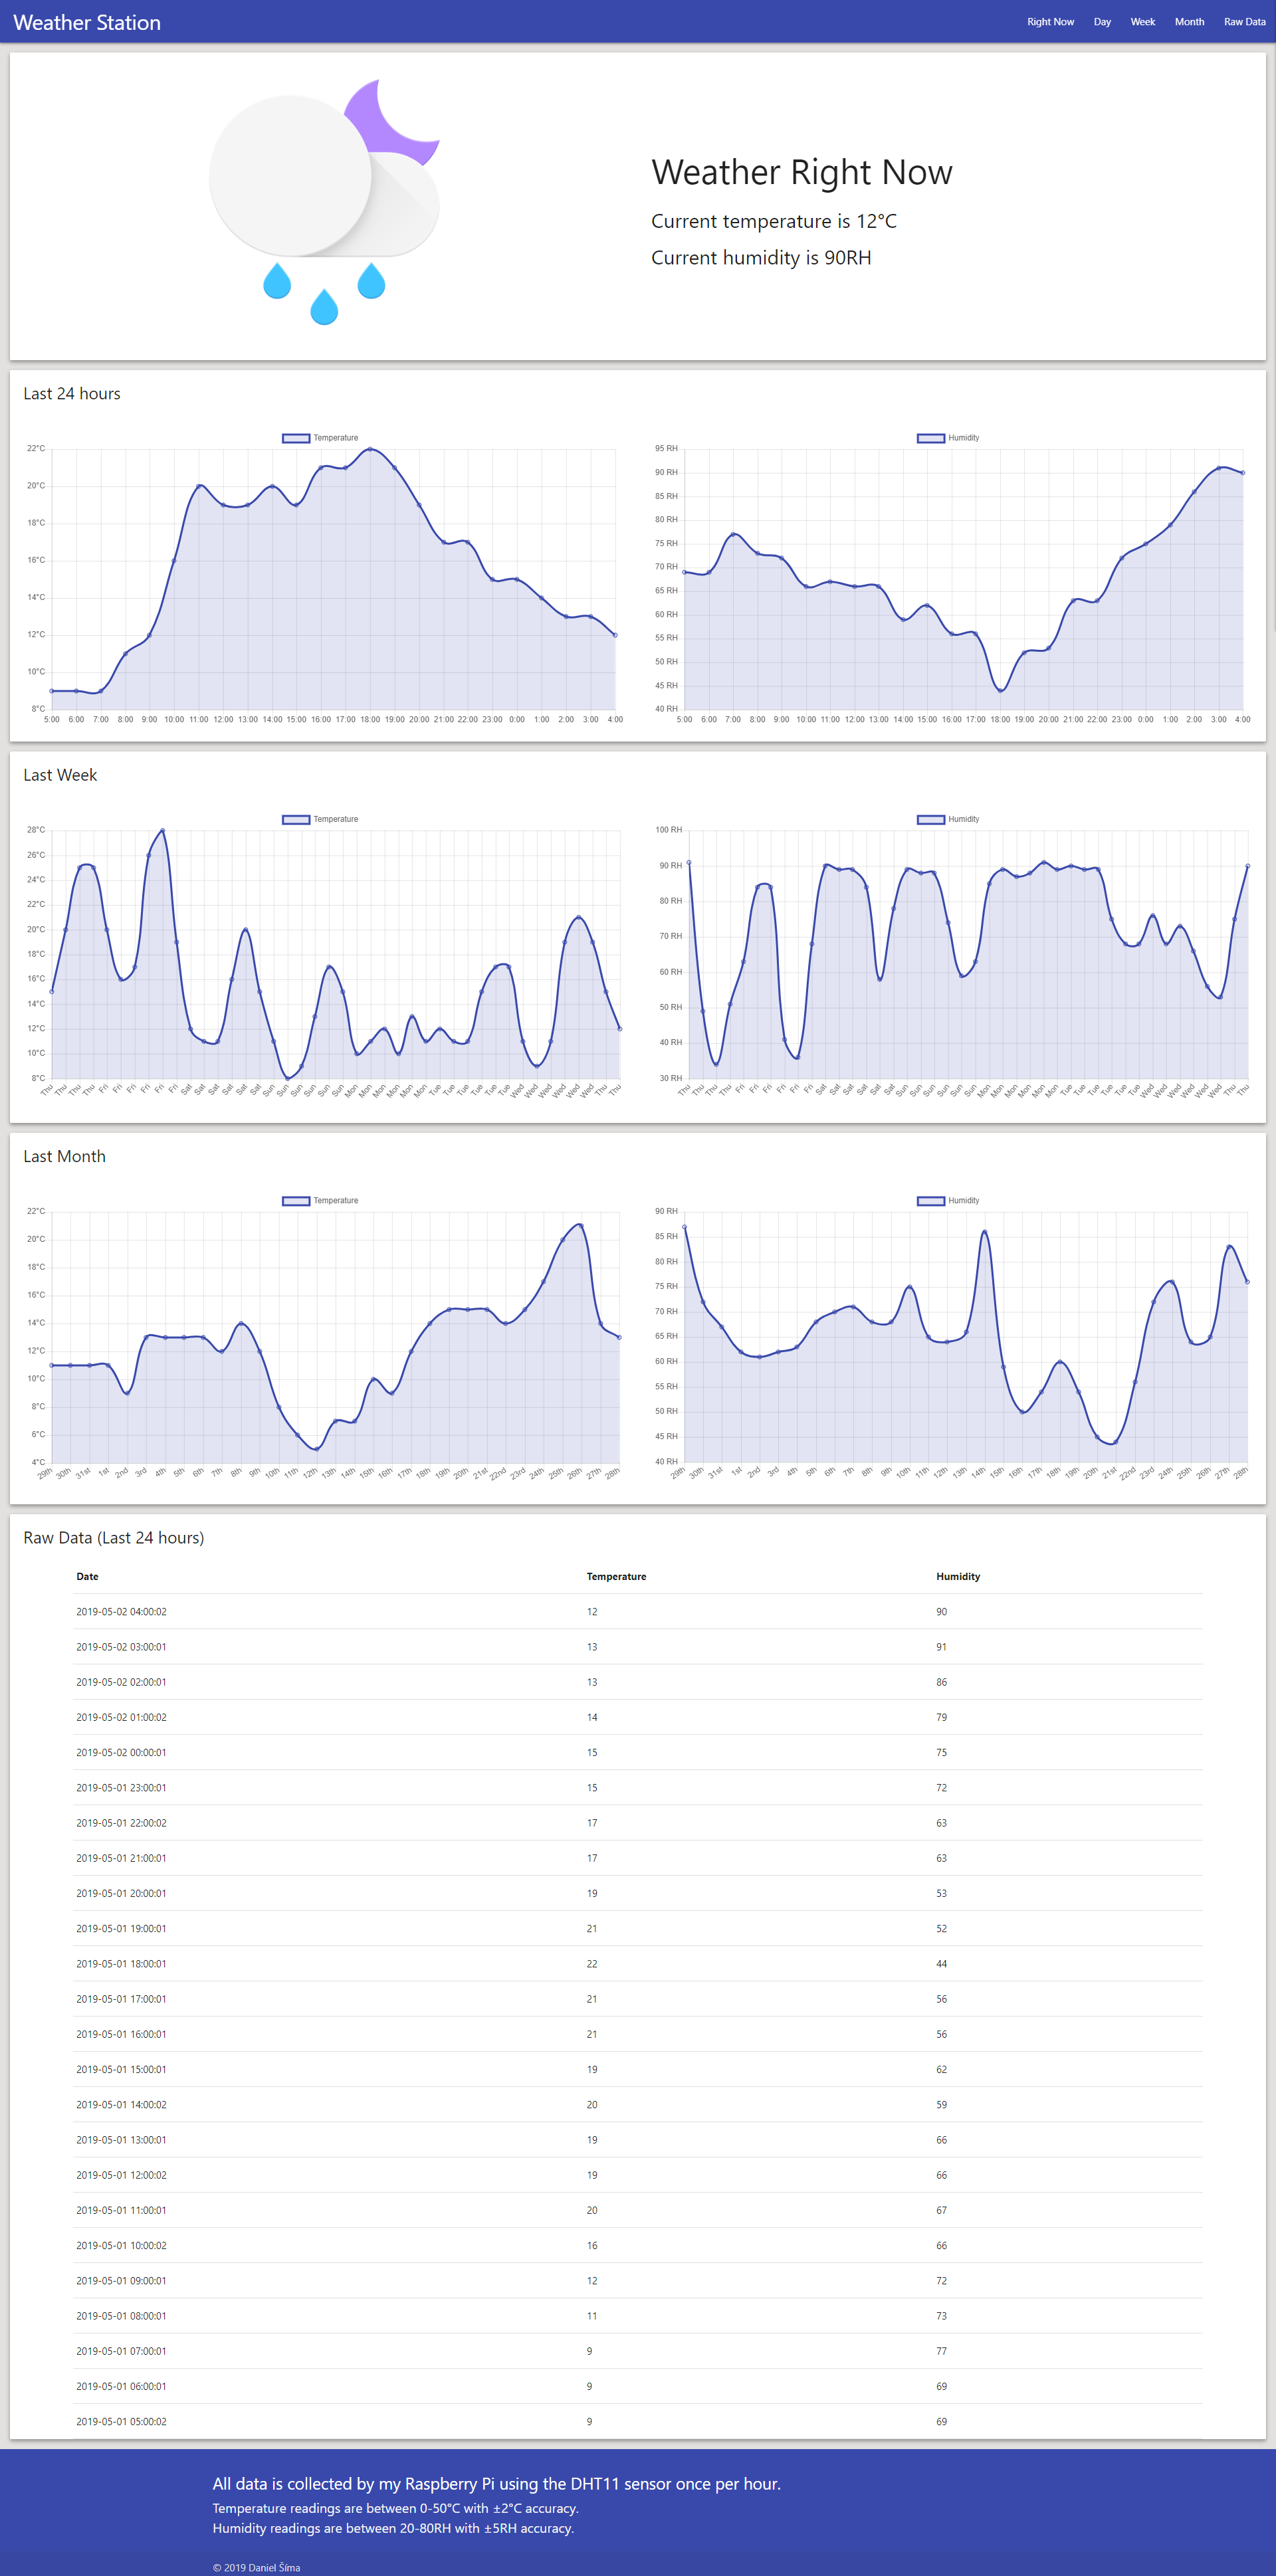 Weather Station
Right Now Day Week Month Raw Data
Weather Right Now
Current temperature is 12°C
Current humidity is 90RH
Last 24 hours
Temperature
22°C
20°C
18°C
16°C
14°C
12°C
10°C
8°C
5:00 6:00 7:00 8:00 9:00 10:00 11:00 12:00 13:00 14:00 15:00 16:00 17:00 18:00 19:00 20:00 21:00 22:00 23:00 0:00 1:00 2:00 3:00 4:00
Humidity
95 RH
90 RH
85 RH
80 RH
75 RH
70 RH
65 RH
60 RH
55 RH
50 RH
45 RH
40 RH
5:00 6:00 7:00 8:00 9:00 10:00 11:00 12:00 13:00 14:00 15:00 16:00 17:00 18:00 19:00 20:00 21:00 22:00 23:00 0:00 1:00 2:00 3:00 4:00
Last Week
Temperature
28°C
26°C
24°C
22°C
20°C
18°C
16°C
14°C
12°C
10°C
8°C
Thu Thu Thu Thu Fri Fri Fri Fri Fri Fri Sat Sat Sat Sat Sat Sat Sun Sun Sun Sun Sun Sun Mon Mon Mon Mon Mon Mon Tue Tue Tue Tue Tue Tue Wed Wed Wed Wed Wed Wed Thu Thu
Humidity
100 RH
90 RH
80 RH
70 RH
60 RH
50 RH
40 RH
30 RH
Thu Thu Thu Thu Fri Fri Fri Fri Fri Fri Sat Sat Sat Sat Sat Sat Sun Sun Sun Sun Sun Sun Mon Mon Mon Mon Mon Mon Tue Tue Tue Tue Tue Tue Wed Wed Wed Wed Wed Wed Thu Thu
Last Month
Temperature
22°C
20°C
18°C
16°C
14°C
12°C
10°C
8°C
6°C
4°C
29th 30th 31st 1st 2nd 3rd 4th 5th 6th 7th 8th 9th 10th 11th 12th 13th 14th 15th 16th 17th 18th 19th 20th 21st 22nd 23rd 24th 25th 26th 27th 28th
Humidity
90 RH
85 RH
80 RH
75 RH
70 RH
65 RH
60 RH
55 RH
50 RH
45 RH
40 RH
29th 30th 31st 1st 2nd 3rd 4th 5th 6th 7th 8th 9th 10th 11th 12th 13th 14th 15th 16th 17th 18th 19th 20th 21st 22nd 23rd 24th 25th 26th 27th 28th
Raw Data (Last 24 hours)
Date Temperature Humidity
2019-05-02 04:00:02 12 90
2019-05-02 03:00:01 13 91
2019-05-02 02:00:01 13 86
2019-05-02 01:00:02 14 79
2019-05-02 00:00:01 15 75
2019-05-01 23:00:01 15 72
2019-05-01 22:00:02 17 63
2019-05-01 21:00:01 17 63
2019-05-01 20:00:01 19 53
2019-05-01 19:00:01 21 52
2019-05-01 18:00:01 22 44
2019-05-01 17:00:01 21 56
2019-05-01 16:00:01 21 56
2019-05-01 15:00:01 19 62
2019-05-01 14:00:02 20 59
2019-05-01 13:00:01 19 66
2019-05-01 12:00:02 19 66
2019-05-01 11:00:01 20 67
2019-05-01 10:00:02 16 66
2019-05-01 09:00:01 12 72
2019-05-01 08:00:01 11 73
2019-05-01 07:00:01 9 77
2019-05-01 06:00:01 9 69
2019-05-01 05:00:02 9 69
All data is collected by my Raspberry Pi using the DHT11 sensor once per hour.
Temperature readings are between 0-50°C with ±2°C accuracy.
Humidity readings are between 20-80RH with ±5RH accuracy.
© 2019 Daniel Šíma